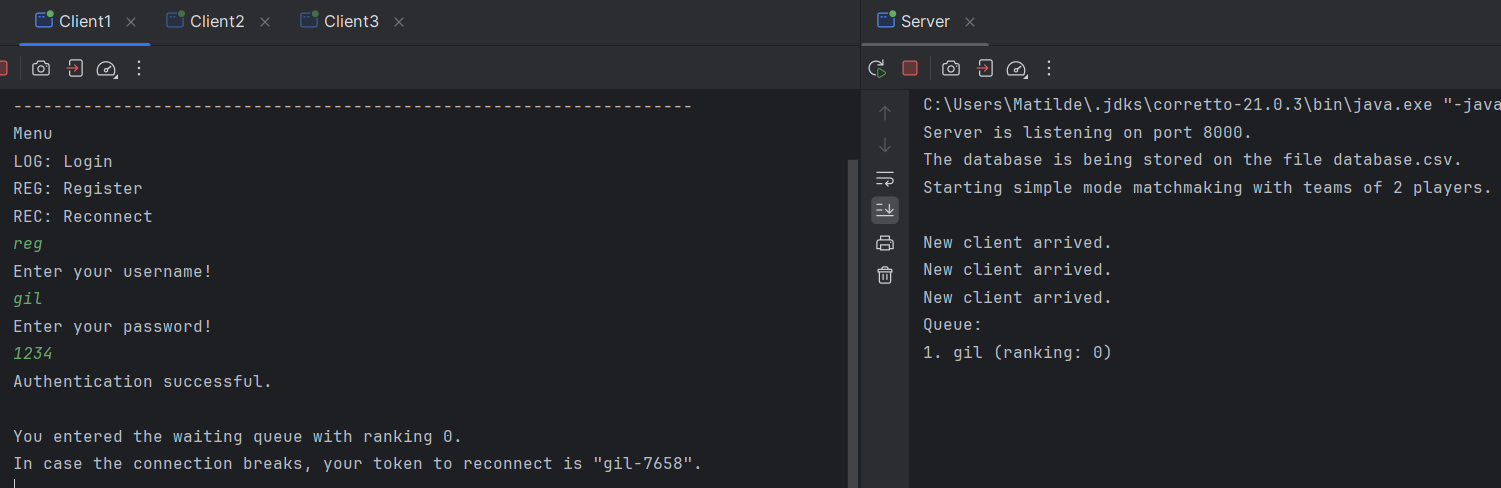 Client1
Client2
Client3
Server
----------------------------------------------------------------------
Menu
LOG: Login
REG: Register
REC: Reconnect
reg
Enter your username!
gil
Enter your password!
1234
Authentication successful.
You entered the waiting queue with ranking 0.
In case the connection breaks, your token to reconnect is "gil-7658".
C:\Users\Matilde\.jdks\corretto-21.0.3\bin\java.exe "-java
Server is listening on port 8000.
The database is being stored on the file database.csv.
Starting simple mode matchmaking with teams of 2 players.
New client arrived.
New client arrived.
New client arrived.
Queue:
1. gil (ranking: 0)